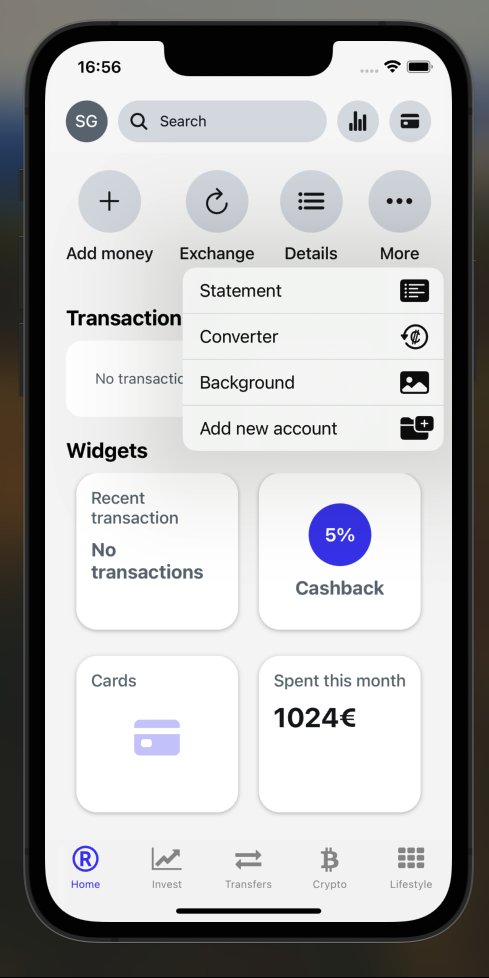 16:56
SG
Search
Add money
Exchange
Details
More
Statement
Converter
Background
Add new account
Transaction
No transactic
Widgets
Recent
transaction
No
transactions
5%
Cashback
Cards
Spent this month
1024€
R
Home
Invest
Transfers
Crypto
Lifestyle